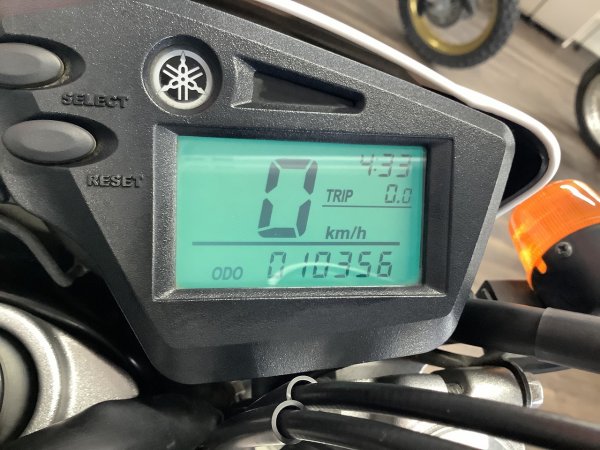 SELECT
RESET
4:33
0
TRIP 0.0
km/h
ODO 010356